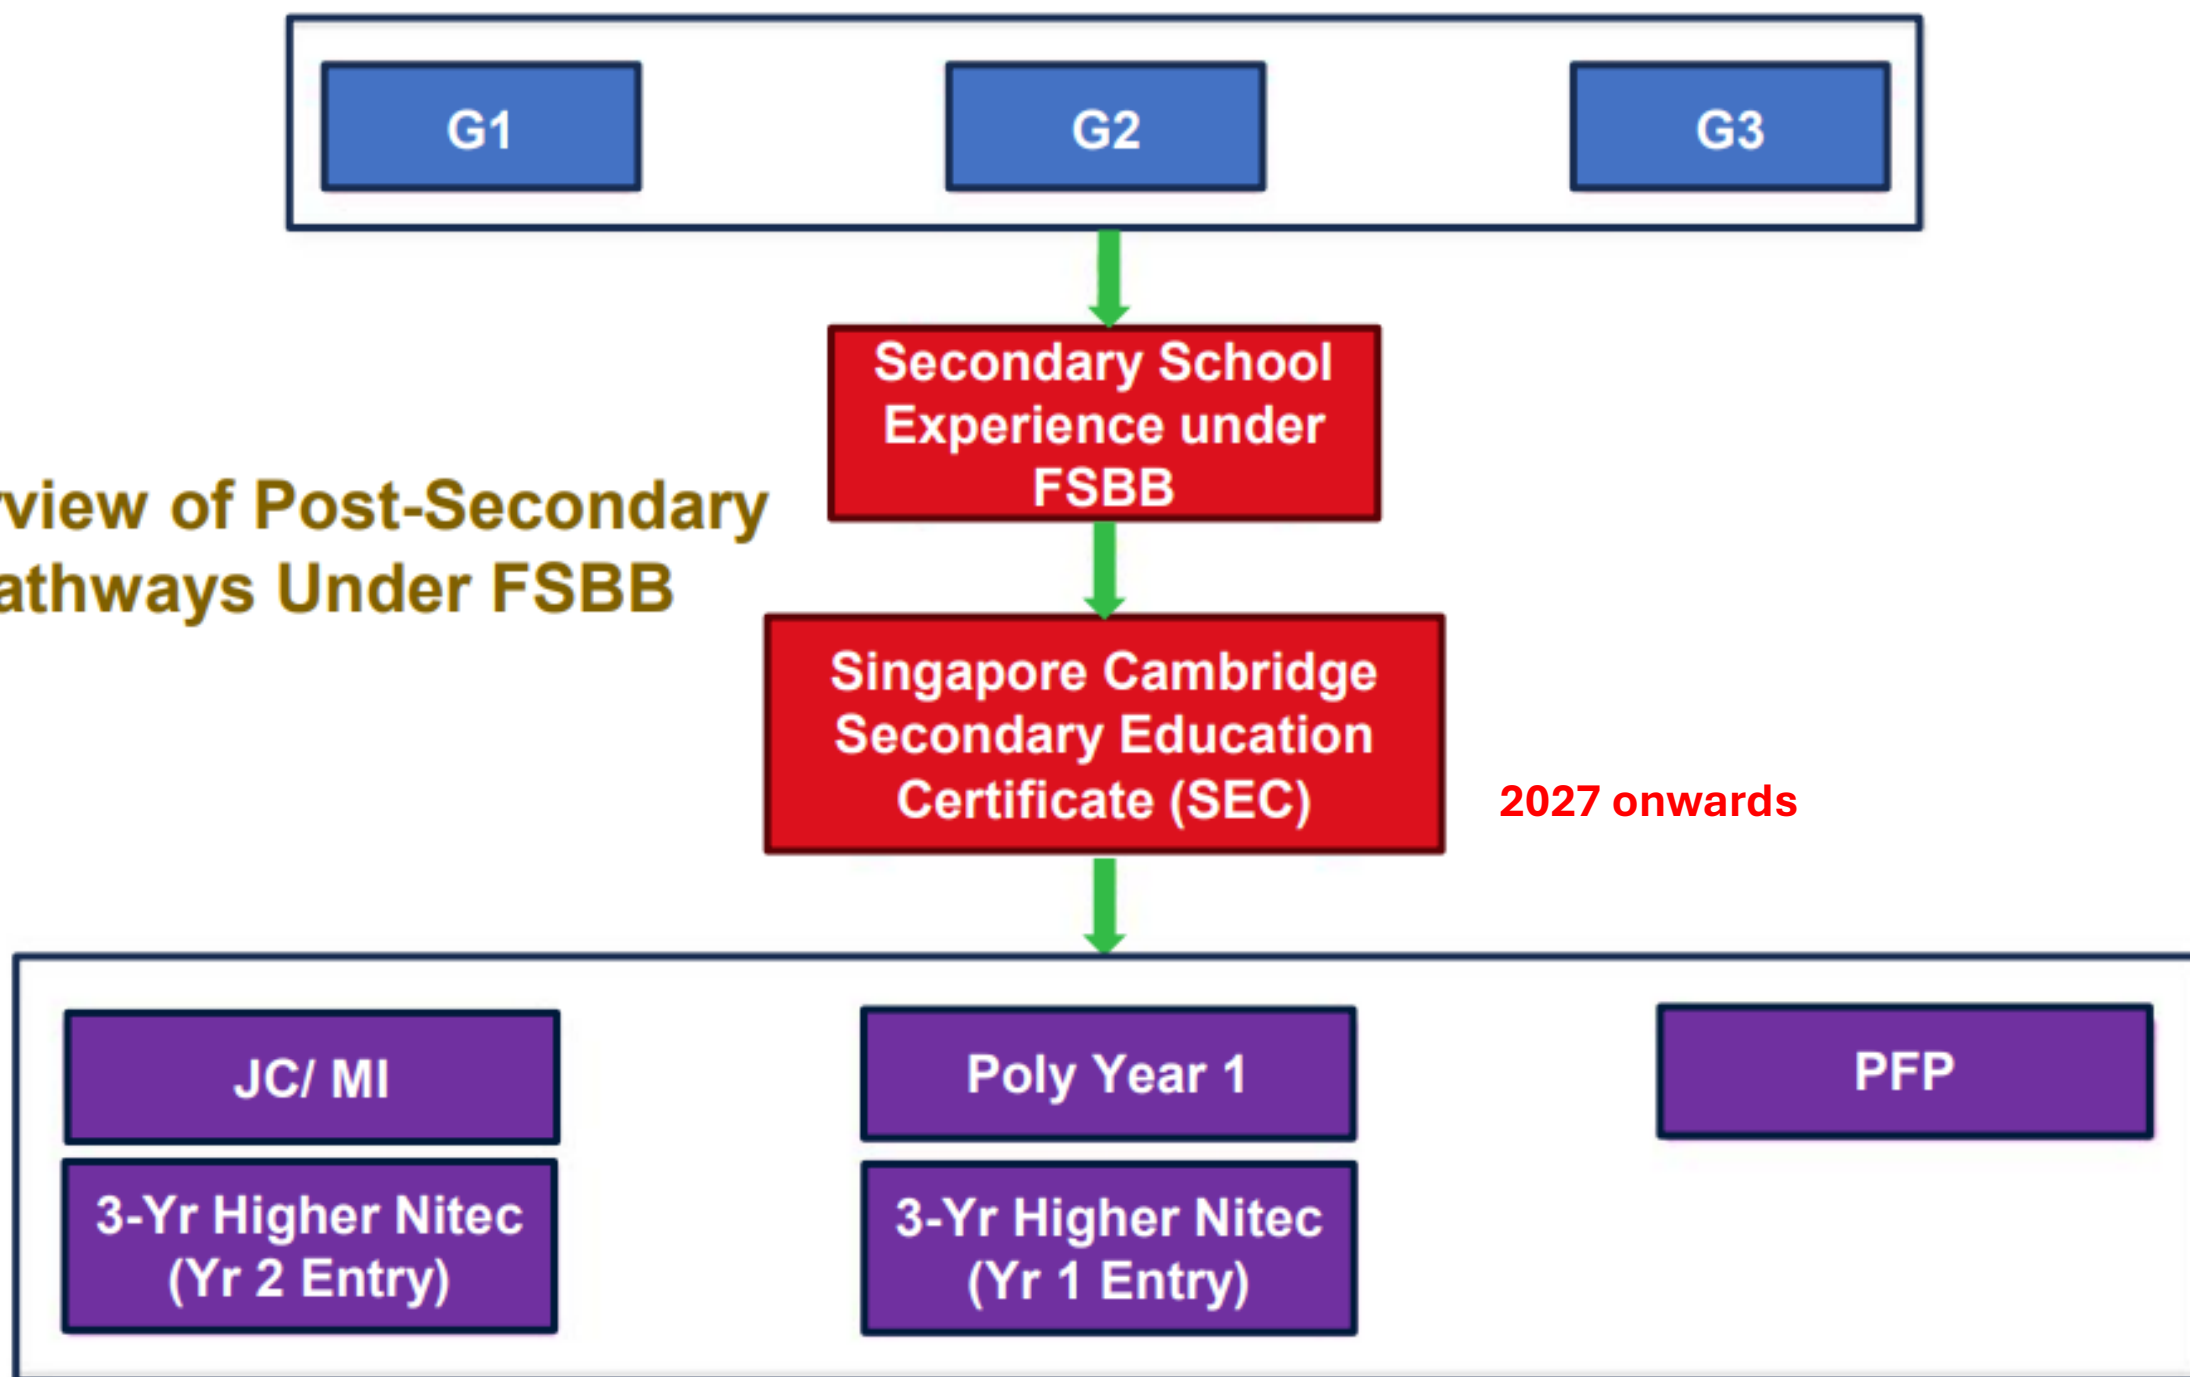 G1
G2
G3
Secondary School
Experience under
FSBB
view of Post-Secondary
athways Under FSBB
Singapore Cambridge
Secondary Education
Certificate (SEC)
2027 onwards
JC/ MI
Poly Year 1
PFP
3-Yr Higher Nitec
(Yr 2 Entry)
3-Yr Higher Nitec
(Yr 1 Entry)